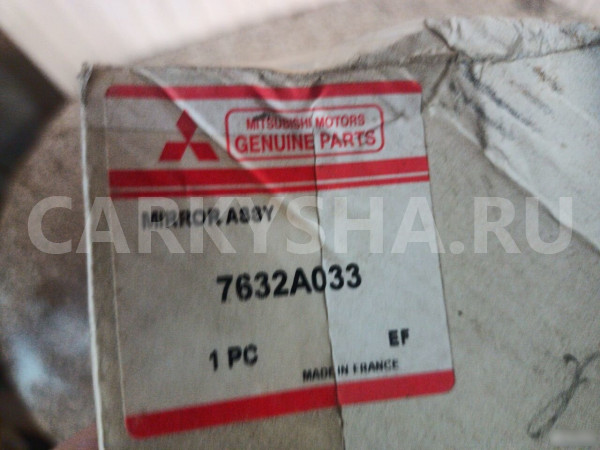 MITSUBISHI MOTORS
GENUINE PARTS
MIRROR ASSY
CARKYSHA.RU
7632A033
1 PC
EF
MADE IN FRANCE